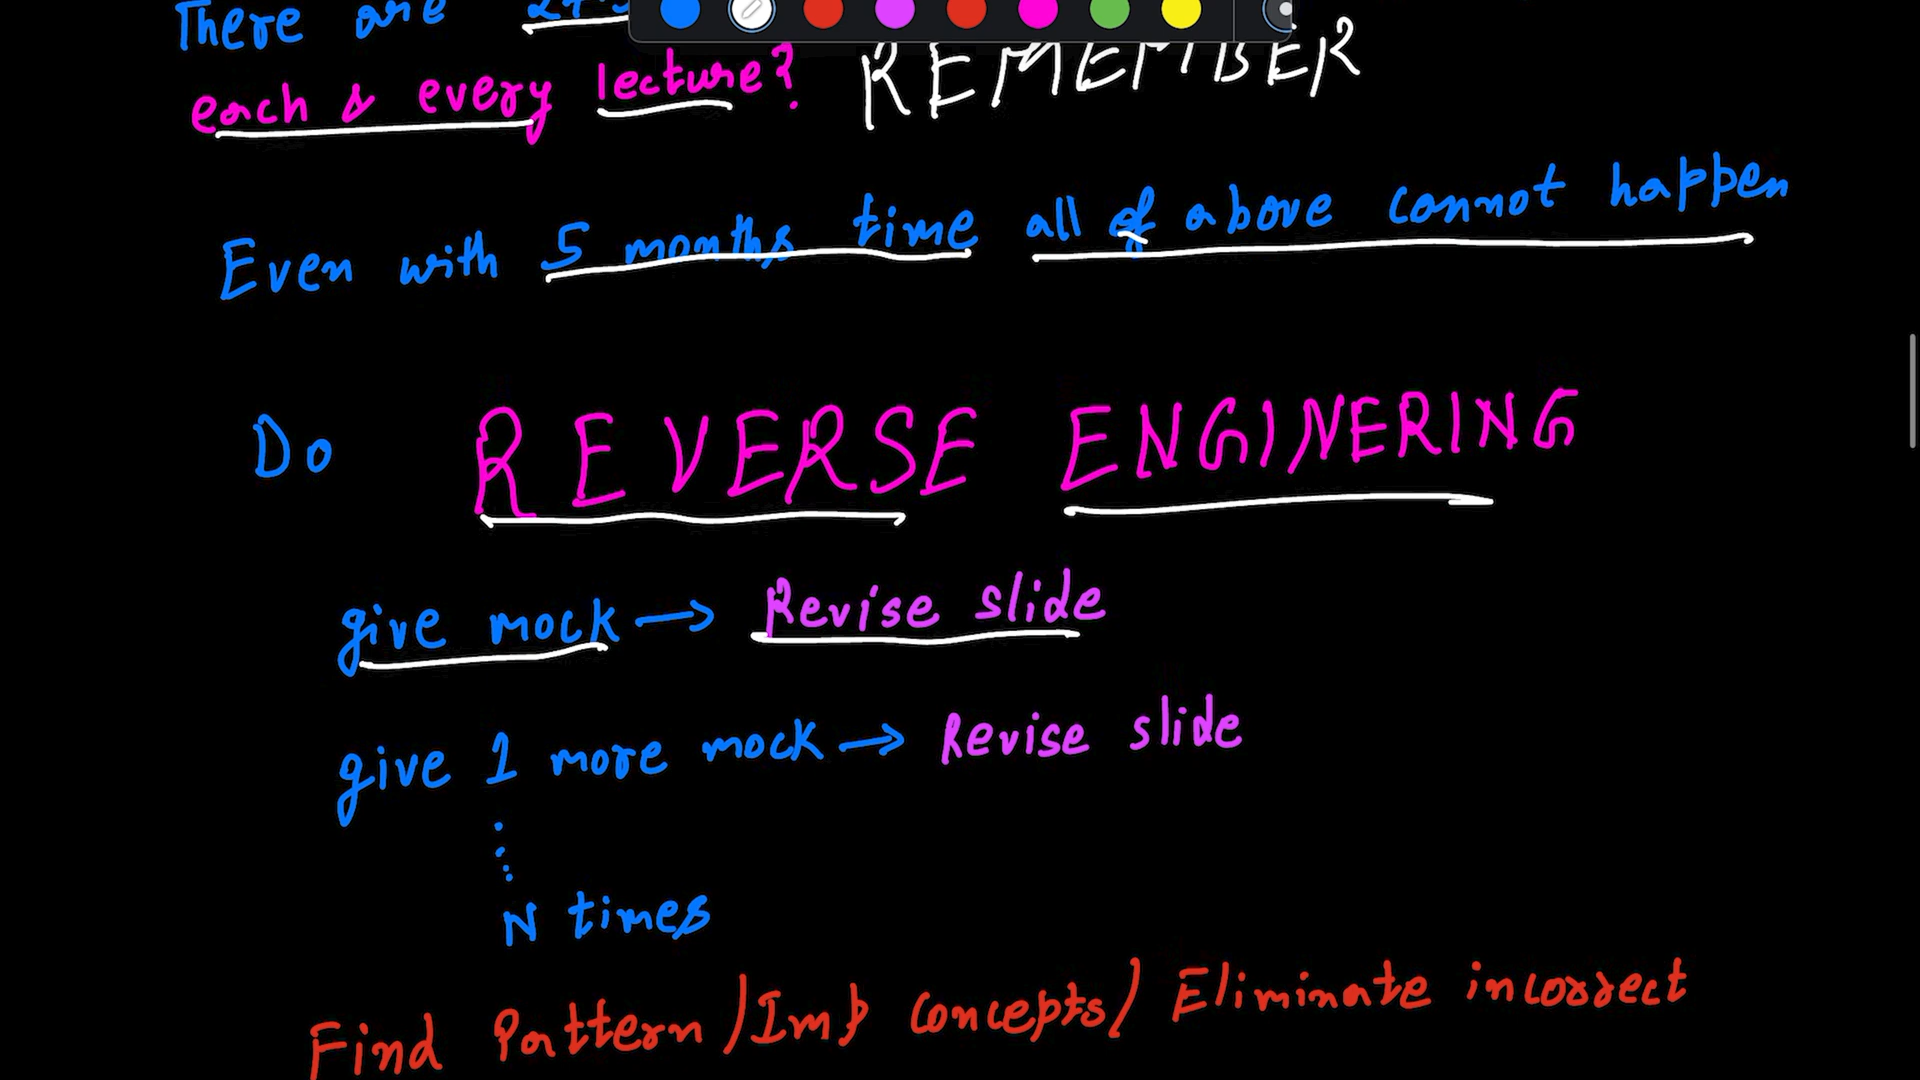 There are
each & every lecture? REMEMBER
Even with 5 months time all of above cannot happen
Do REVERSE ENGINERING
give mock → Revise slide
give 1 more mock → Revise slide
N times
Find Pattern / Imp Concepts / Eliminate incorrect